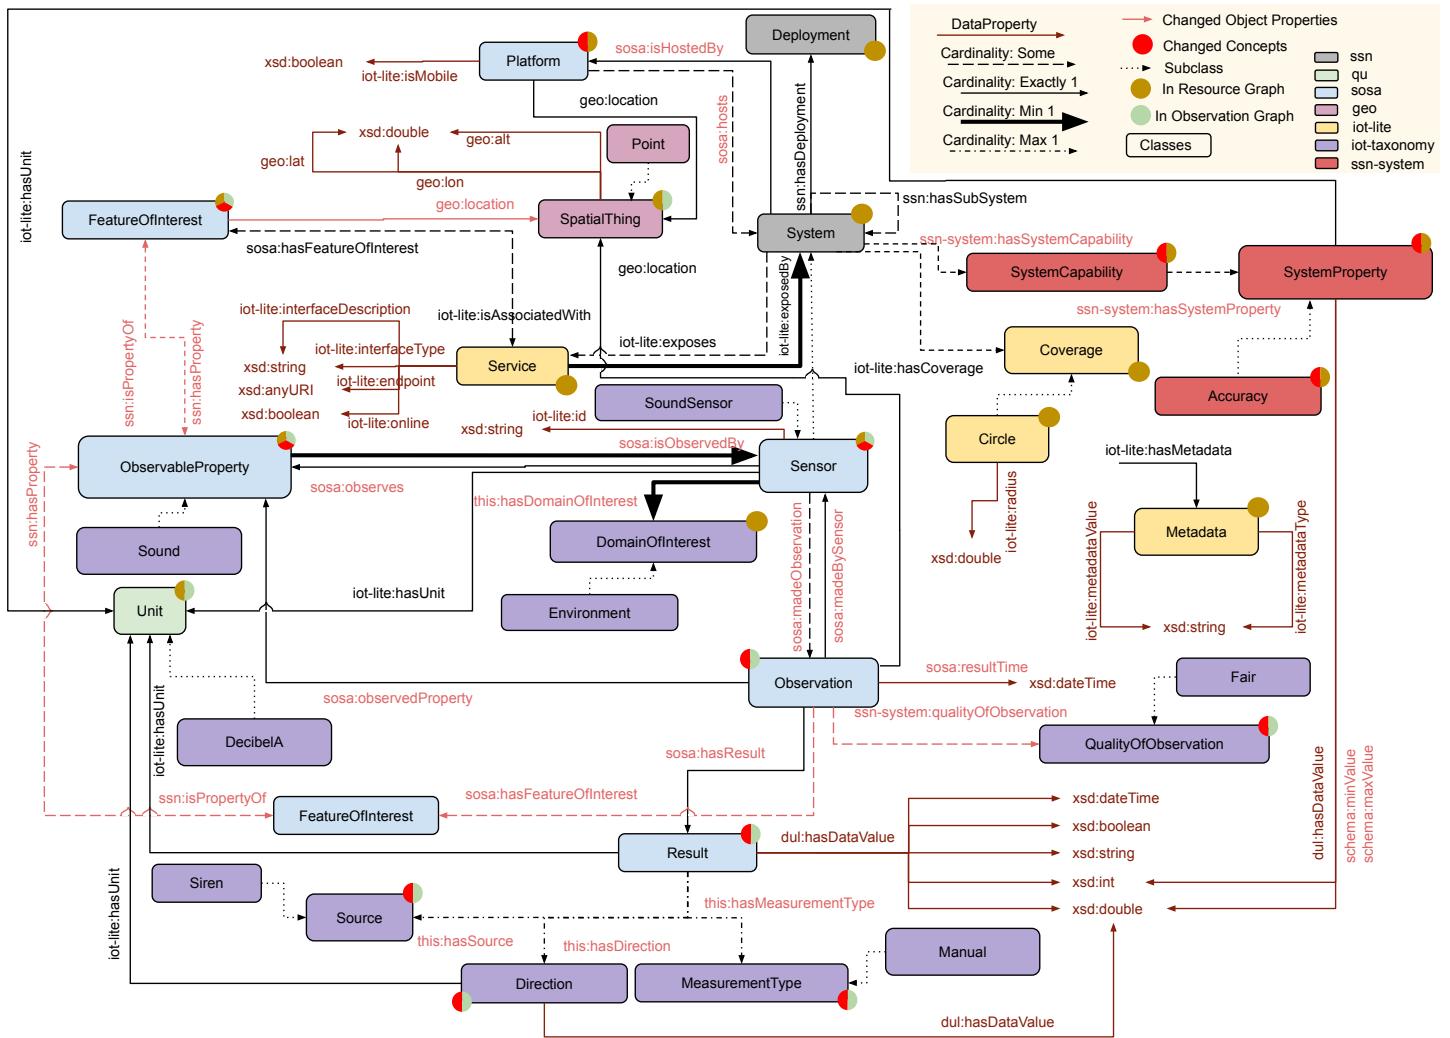 DataProperty
Cardinality: Some
Cardinality: Exactly 1
Cardinality: Min 1
Cardinality: Max 1
Changed Object Properties
Changed Concepts
Subclass
In Resource Graph
In Observation Graph
Classes
ssn
qu
sosa
geo
iot-lite
iot-taxonomy
ssn-system
Deployment
sosa:isHostedBy
Platform
xsd:boolean
iot-lite:isMobile
geo:location
sosa:hosts
ssn:hasDeployment
xsd:double
geo:alt
geo:lat
geo:lon
Point
iot-lite:hasUnit
ssn:hasSubSystem
FeatureOfInterest
geo:location
SpatialThing
System
sosa:hasFeatureOfInterest
ssn-system:hasSystemCapability
SystemCapability
SystemProperty
geo:location
iot-lite:exposedBy
ssn-system:hasSystemProperty
iot-lite:interfaceDescription
iot-lite:isAssociatedWith
iot-lite:exposes
iot-lite:interfaceType
xsd:string
Service
Coverage
iot-lite:hasCoverage
ssn:isPropertyOf
ssn:hasProperty
iot-lite:endpoint
xsd:anyURI
xsd:boolean
iot-lite:online
SoundSensor
Accuracy
iot-lite:id
xsd:string
Circle
sosa:isObservedBy
ObservableProperty
Sensor
iot-lite:hasMetadata
sosa:observes
this:hasDomainOfInterest
iot-lite:radius
ssn:hasProperty
Sound
DomainOfInterest
Metadata
xsd:double
iot-lite:metadataValue
iot-lite:metadataType
sosa:madeObservation
sosa:madeBySensor
iot-lite:hasUnit
Unit
Environment
xsd:string
sosa:resultTime
Observation
xsd:dateTime
Fair
sosa:observedProperty
ssn-system:qualityOfObservation
iot-lite:hasUnit
DecibelA
QualityOfObservation
sosa:hasResult
ssn:isPropertyOf
sosa:hasFeatureOfInterest
FeatureOfInterest
dul:hasDataValue
schema:minValue
schema:maxValue
xsd:dateTime
xsd:boolean
dul:hasDataValue
Result
xsd:string
Siren
xsd:int
this:hasMeasurementType
xsd:double
Source
iot-lite:hasUnit
this:hasSource
this:hasDirection
Manual
Direction
MeasurementType
dul:hasDataValue